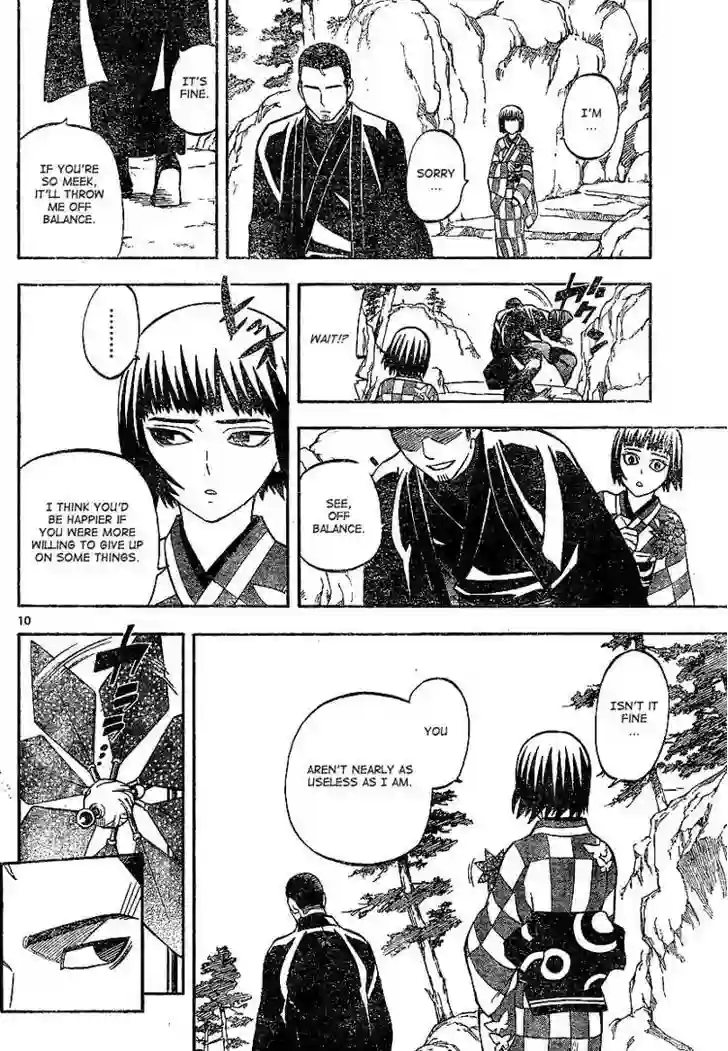 I'M
...
SORRY
...
IT'S
FINE.
IF YOU'RE
SO MEEK,
IT'LL THROW
ME OFF
BALANCE.
WAIT!?
SEE,
OFF
BALANCE.
........
I THINK YOU'D
BE HAPPIER IF
YOU WERE MORE
WILLING TO GIVE UP
ON SOME THINGS.
10
ISN'T IT
FINE
...
YOU
AREN'T NEARLY AS
USELESS AS I AM.